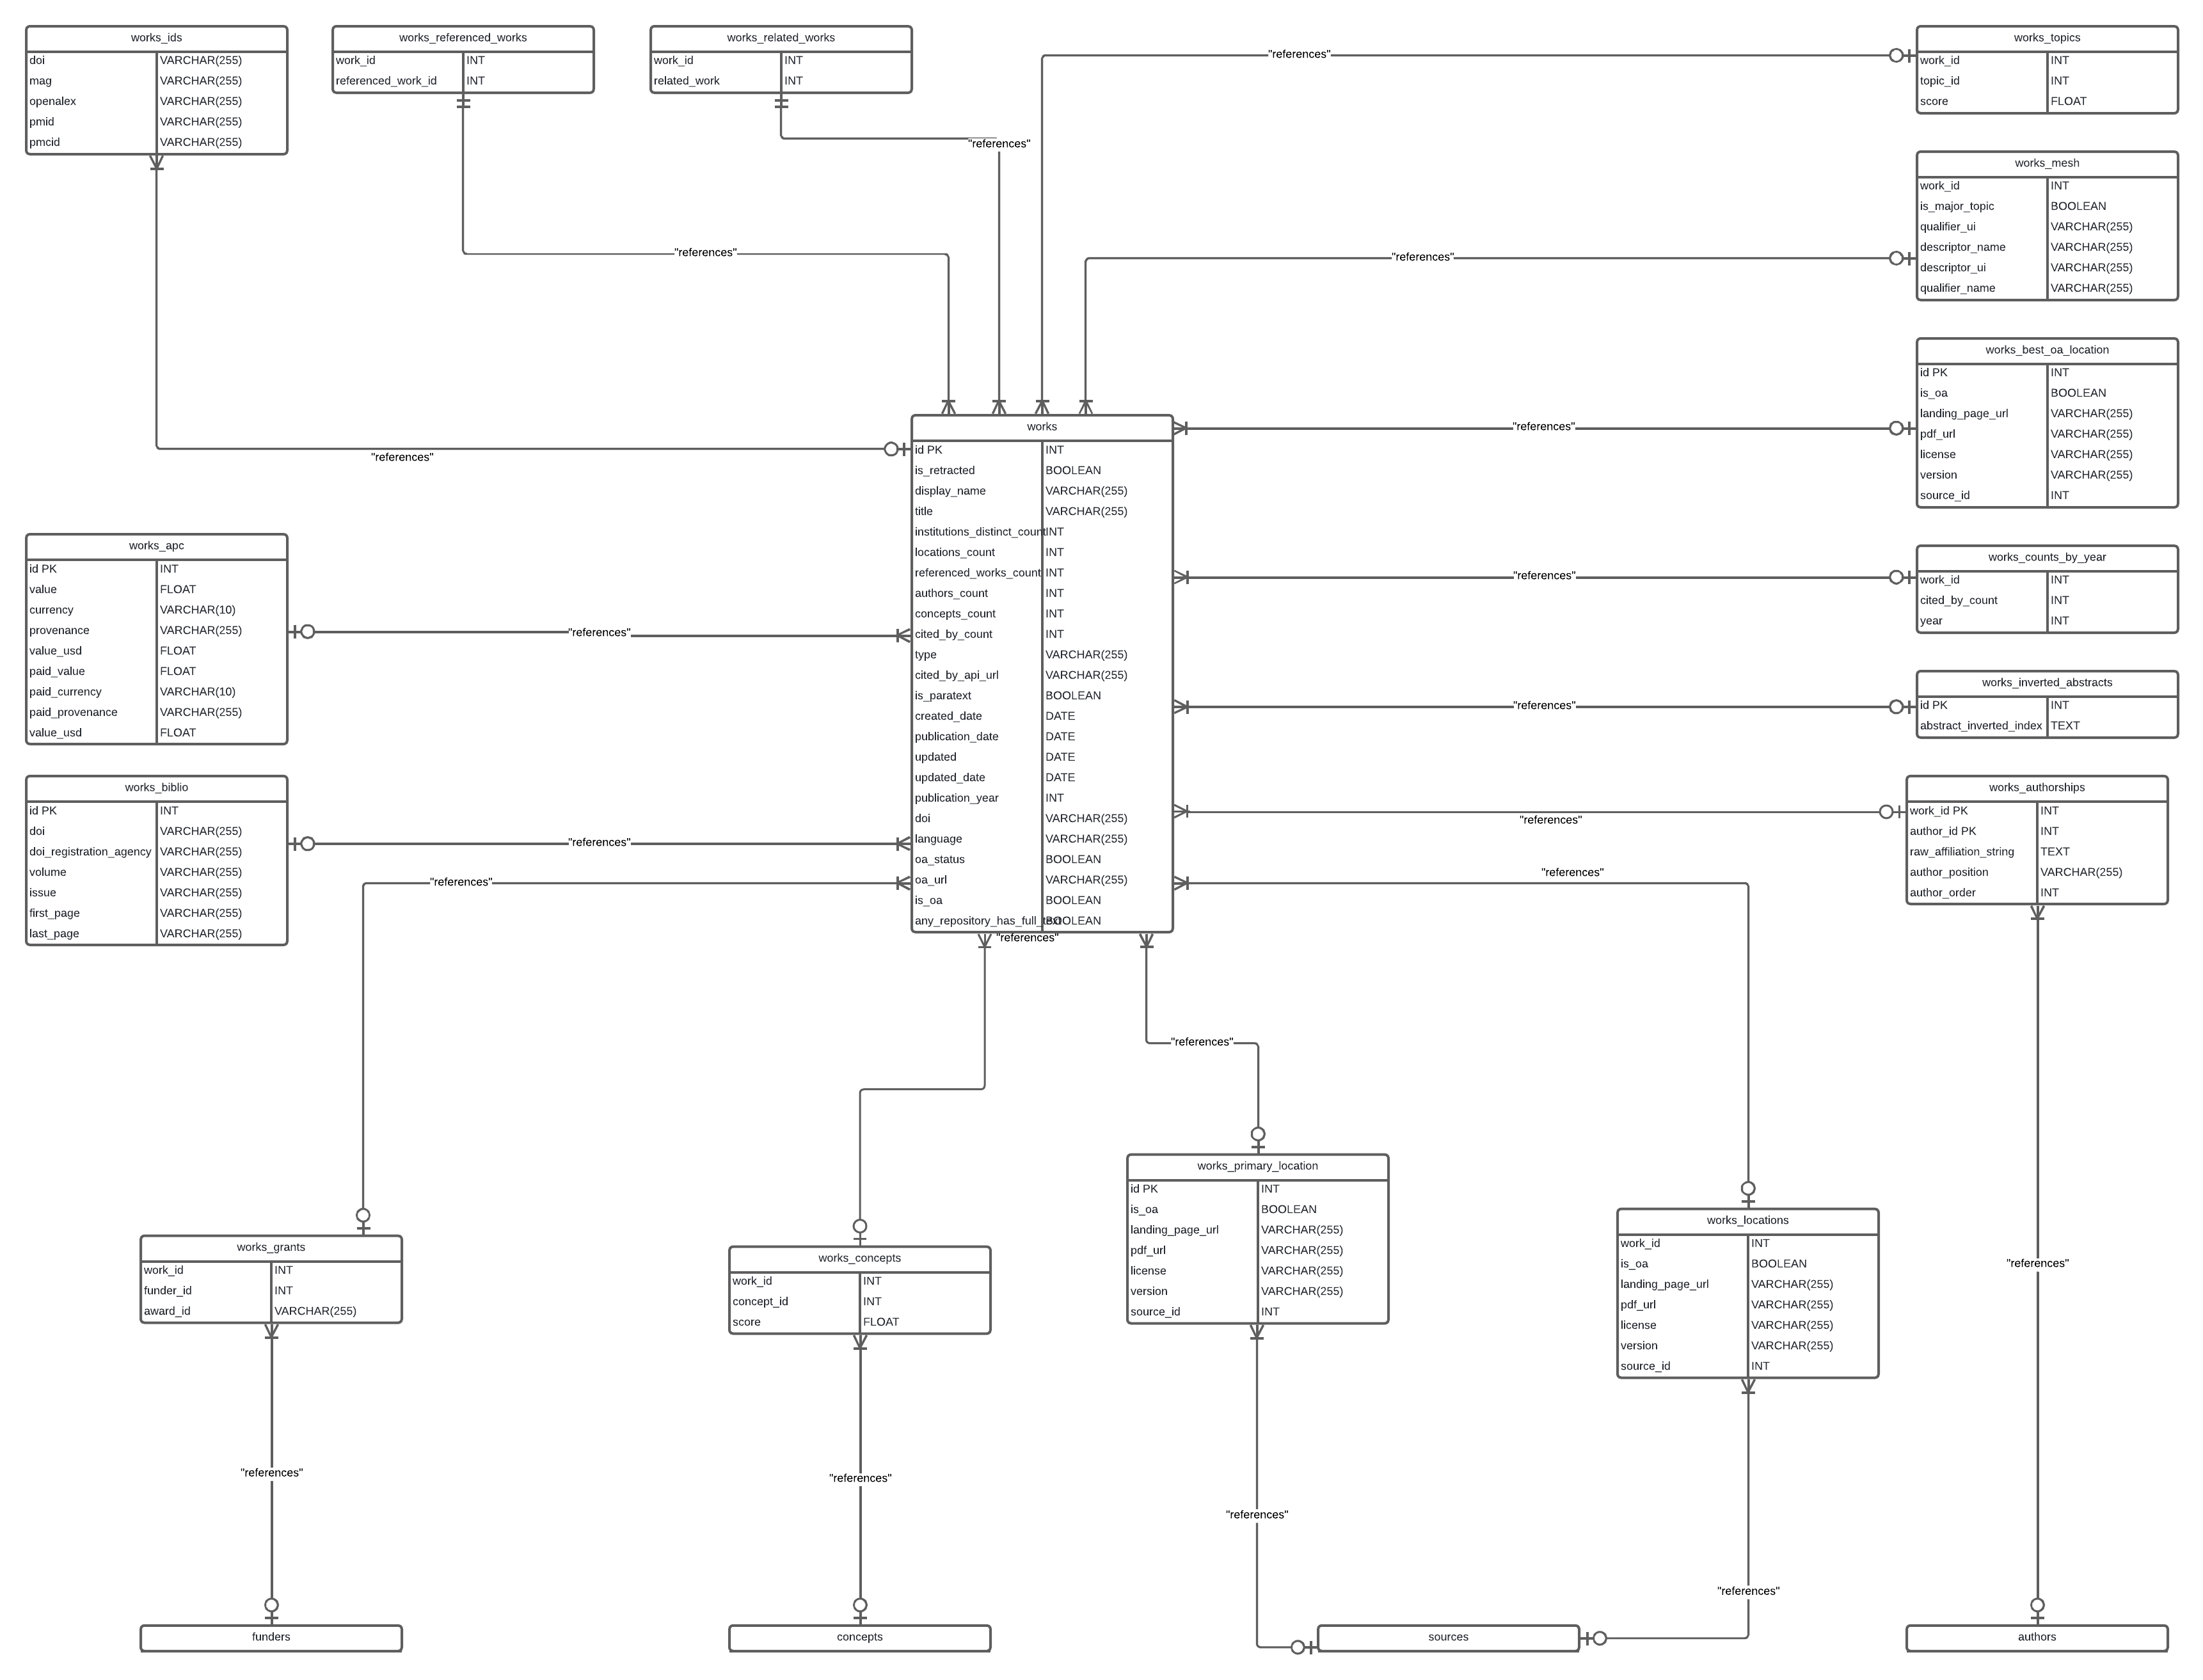 works_ids
doi VARCHAR(255)
mag VARCHAR(255)
openalex VARCHAR(255)
pmid VARCHAR(255)
pmcid VARCHAR(255)
works_referenced_works
work_id INT
referenced_work_id INT
works_related_works
work_id INT
related_work INT
"references"
works_topics
work_id INT
topic_id INT
score FLOAT
"references"
"references"
works_mesh
work_id INT
is_major_topic BOOLEAN
qualifier_ui VARCHAR(255)
descriptor_name VARCHAR(255)
descriptor_ui VARCHAR(255)
qualifier_name VARCHAR(255)
"references"
"references"
works_best_oa_location
id PK INT
is_oa BOOLEAN
landing_page_url VARCHAR(255)
pdf_url VARCHAR(255)
license VARCHAR(255)
version VARCHAR(255)
source_id INT
"references"
works
id PK INT
is_retracted BOOLEAN
display_name VARCHAR(255)
title VARCHAR(255)
institutions_distinct_count INT
locations_count INT
referenced_works_count INT
authors_count INT
concepts_count INT
cited_by_count INT
type VARCHAR(255)
cited_by_api_url VARCHAR(255)
is_paratext BOOLEAN
created_date DATE
publication_date DATE
updated DATE
updated_date DATE
publication_year INT
doi VARCHAR(255)
language VARCHAR(255)
oa_status BOOLEAN
oa_url VARCHAR(255)
is_oa BOOLEAN
any_repository_has_full_text BOOLEAN
"references"
works_apc
id PK INT
value FLOAT
currency VARCHAR(10)
provenance VARCHAR(255)
value_usd FLOAT
paid_value FLOAT
paid_currency VARCHAR(10)
paid_provenance VARCHAR(255)
value_usd FLOAT
"references"
works_counts_by_year
work_id INT
cited_by_count INT
year INT
"references"
works_inverted_abstracts
id PK INT
abstract_inverted_index TEXT
"references"
works_biblio
id PK INT
doi VARCHAR(255)
doi_registration_agency VARCHAR(255)
volume VARCHAR(255)
issue VARCHAR(255)
first_page VARCHAR(255)
last_page VARCHAR(255)
"references"
"references"
works_authorships
work_id PK INT
author_id PK INT
raw_affiliation_string TEXT
author_position VARCHAR(255)
author_order INT
"references"
"references"
"references"
"references"
works_primary_location
id PK INT
is_oa BOOLEAN
landing_page_url VARCHAR(255)
pdf_url VARCHAR(255)
license VARCHAR(255)
version VARCHAR(255)
source_id INT
works_locations
work_id INT
is_oa BOOLEAN
landing_page_url VARCHAR(255)
pdf_url VARCHAR(255)
license VARCHAR(255)
version VARCHAR(255)
source_id INT
works_grants
work_id INT
funder_id INT
award_id VARCHAR(255)
works_concepts
work_id INT
concept_id INT
score FLOAT
"references"
"references"
"references"
"references"
"references"
funders
concepts
sources
authors